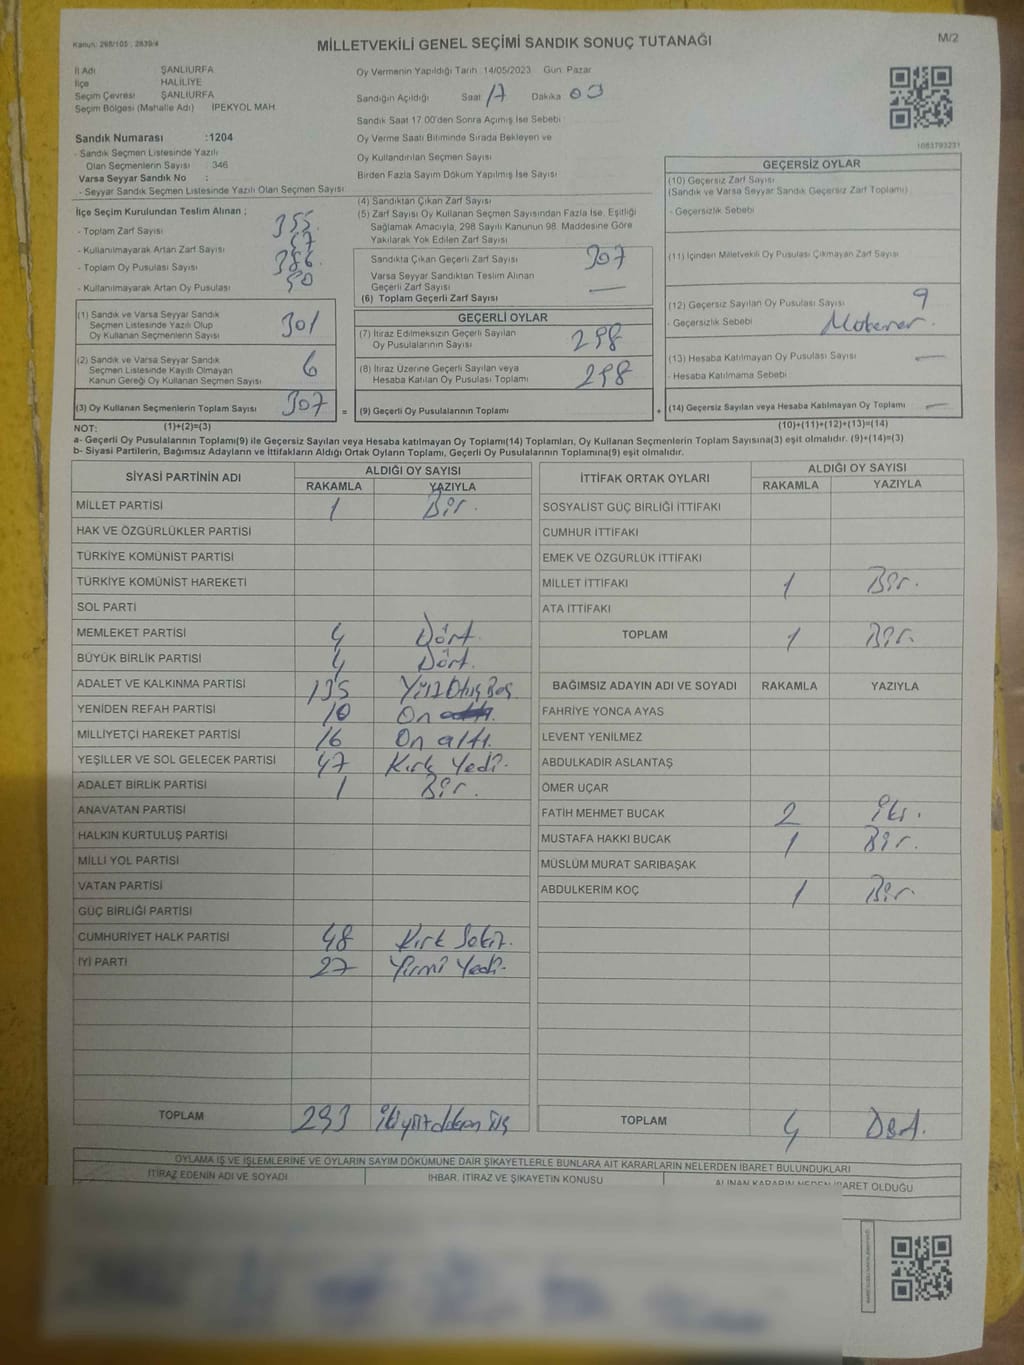 Kanun: 298/105 : 2839/4
MİLLETVEKİLİ GENEL SEÇİMİ SANDIK SONUÇ TUTANAĞI
M/2
İl Adı ŞANLIURFA
İlçe HALİLİYE
Seçim Çevresi ŞANLIURFA
Seçim Bölgesi (Mahalle Adı) İPEKYOL MAH.
Oy Vermenin Yapıldığı Tarih :14/05/2023 Gün: Pazar
Sandığın Açıldığı Saat 17 Dakika 00
Sandık Saat 17.00'den Sonra Açımış İse Sebebi
Sandık Numarası :1204
- Sandık Seçmen Listesinde Yazılı
Olan Seçmenlerin Sayısı : 346
Varsa Seyyar Sandık No :
- Seyyar Sandık Seçmen Listesinde Yazılı Olan Seçmen Sayısı:
Oy Verme Saati Bitiminde Sırada Bekleyen ve
Oy Kullandırılan Seçmen Sayısı
Birden Fazla Sayım Döküm Yapılmış İse Sayısı
1083793231
İlçe Seçim Kurulundan Teslim Alınan ;
- Toplam Zarf Sayısı 355
- Kullanılmayarak Artan Zarf Sayısı
- Toplam Oy Pusulası Sayısı 386
- Kullanılmayarak Artan Oy Pusulası
(4) Sandıktan Çıkan Zarf Sayısı
(5) Zarf Sayısı Oy Kullanan Seçmen Sayısından Fazla İse, Eşitliği
Sağlamak Amacıyla, 298 Sayılı Kanunun 98. Maddesine Göre
Yakılarak Yok Edilen Zarf Sayısı
Sandıkta Çıkan Geçerli Zarf Sayısı 307
Varsa Seyyar Sandıktan Teslim Alınan
Geçerli Zarf Sayısı —
(6) Toplam Geçerli Zarf Sayısı
GEÇERSİZ OYLAR
(10) Geçersiz Zarf Sayısı
(Sandık ve Varsa Seyyar Sandık Geçersiz Zarf Toplamı)
- Geçersizlik Sebebi
(11) İçinden Milletvekili Oy Pusulası Çıkmayan Zarf Sayısı
(12) Geçersiz Sayılan Oy Pusulası Sayısı 9
- Geçersizlik Sebebi
(13) Hesaba Katılmayan Oy Pusulası Sayısı —
- Hesaba Katılmama Sebebi
(1) Sandık ve Varsa Seyyar Sandık
Seçmen Listesinde Yazılı Olup
Oy Kullanan Seçmenlerin Sayısı 301
(2) Sandık ve Varsa Seyyar Sandık
Seçmen Listesinde Kayıtlı Olmayan
Kanun Gereği Oy Kullanan Seçmen Sayısı 6
GEÇERLİ OYLAR
(7) İtiraz Edilmeksizin Geçerli Sayılan
Oy Pusulalarının Sayısı 298
(8) İtiraz Üzerine Geçerli Sayılan veya
Hesaba Katılan Oy Pusulası Toplamı 298
(3) Oy Kullanan Seçmenlerin Toplam Sayısı 307 = (9) Geçerli Oy Pusulalarının Toplamı + (14) Geçersiz Sayılan veya Hesaba Katılmayan Oy Toplamı —
NOT: (1)+(2)=(3) (10)+(11)+(12)+(13)=(14)
a- Geçerli Oy Pusulalarının Toplamı(9) ile Geçersiz Sayılan veya Hesaba katılmayan Oy Toplamı(14) Toplamları, Oy Kullanan Seçmenlerin Toplam Sayısına(3) eşit olmalıdır. (9)+(14)=(3)
b- Siyasi Partilerin, Bağımsız Adayların ve İttifakların Aldığı Ortak Oyların Toplamı, Geçerli Oy Pusulalarının Toplamına(9) eşit olmalıdır.
SİYASİ PARTİNİN ADI ALDIĞI OY SAYISI
RAKAMLA YAZIYLA
MİLLET PARTİSİ 1 Bir.
HAK VE ÖZGÜRLÜKLER PARTİSİ
TÜRKİYE KOMÜNİST PARTİSİ
TÜRKİYE KOMÜNİST HAREKETİ
SOL PARTİ
MEMLEKET PARTİSİ 4 Dört.
BÜYÜK BİRLİK PARTİSİ 4 Dört.
ADALET VE KALKINMA PARTİSİ 135 Yüz Otuz Beş
YENİDEN REFAH PARTİSİ 10 On
MİLLİYETÇİ HAREKET PARTİSİ 16 On altı.
YEŞİLLER VE SOL GELECEK PARTİSİ 47 Kırk Yedi.
ADALET BİRLİK PARTİSİ 1 Bir.
ANAVATAN PARTİSİ
HALKIN KURTULUŞ PARTİSİ
MİLLİ YOL PARTİSİ
VATAN PARTİSİ
GÜÇ BİRLİĞİ PARTİSİ
CUMHURİYET HALK PARTİSİ 48 Kırk Sekiz.
İYİ PARTİ 27 Yirmi Yedi.
TOPLAM 293
İTTİFAK ORTAK OYLARI ALDIĞI OY SAYISI
RAKAMLA YAZIYLA
SOSYALİST GÜÇ BİRLİĞİ İTTİFAKI
CUMHUR İTTİFAKI
EMEK VE ÖZGÜRLÜK İTTİFAKI
MİLLET İTTİFAKI 1 Bir.
ATA İTTİFAKI
TOPLAM 1 Bir.
BAĞIMSIZ ADAYIN ADI VE SOYADI RAKAMLA YAZIYLA
FAHRİYE YONCA AYAS
LEVENT YENİLMEZ
ABDULKADİR ASLANTAŞ
ÖMER UÇAR
FATİH MEHMET BUCAK 2 İki.
MUSTAFA HAKKI BUCAK 1 Bir.
MÜSLÜM MURAT SARIBAŞAK
ABDULKERİM KOÇ 1 Bir.
TOPLAM 4 Dört.
OYLAMA İŞ VE İŞLEMLERİNE VE OYLARIN SAYIM DÖKÜMÜNE DAİR ŞİKAYETLERLE BUNLARA AİT KARARLARIN NELERDEN İBARET BULUNDUKLARI
İTİRAZ EDENİN ADI VE SOYADI İHBAR, İTİRAZ VE ŞİKAYETİN KONUSU ALINAN KARARIN NEDEN İBARET OLDUĞU